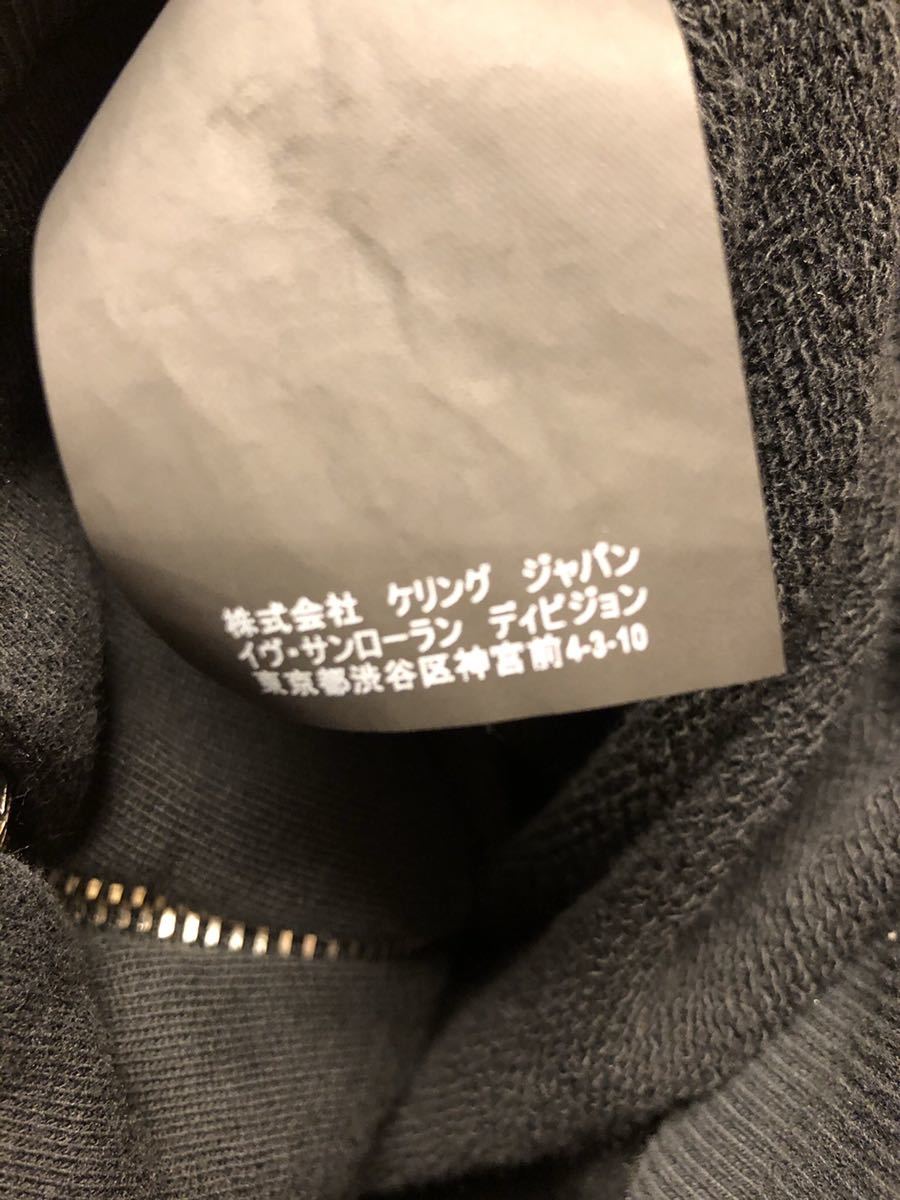 株式会社 ケリング ジャパン
イヴ・サンローラン ディビジョン
東京都渋谷区神宮前4-3-10